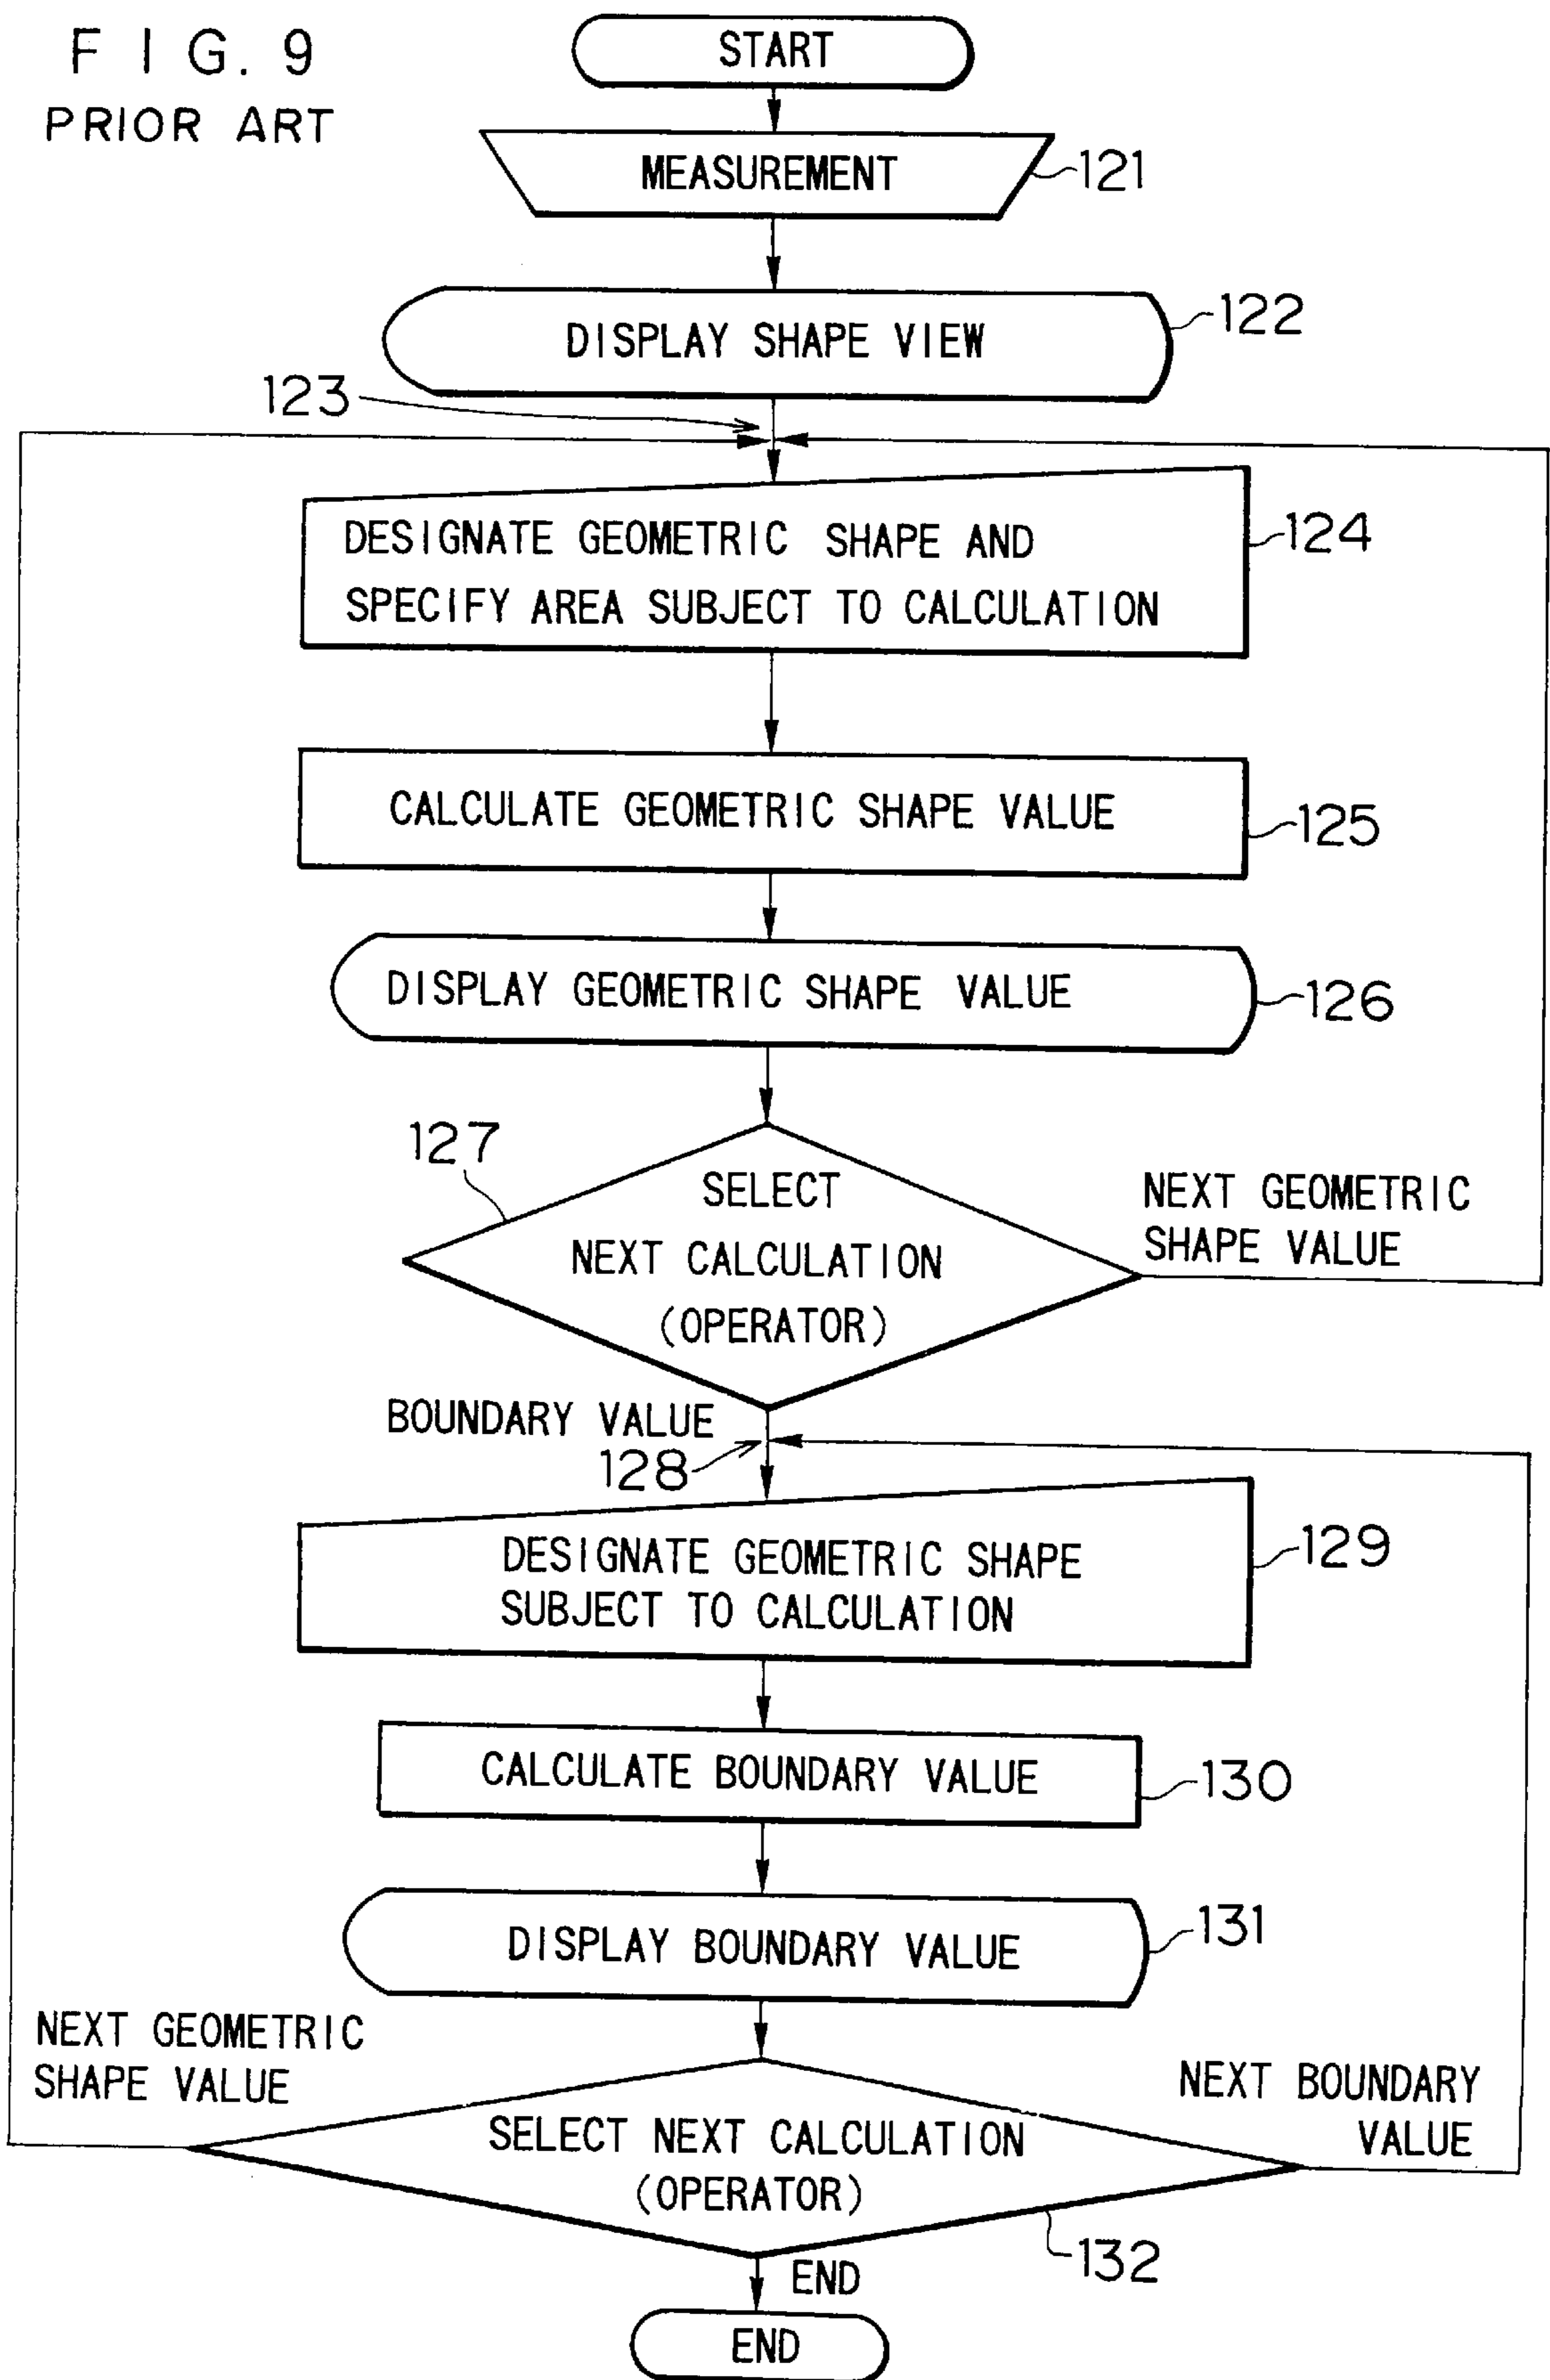 FIG. 9
PRIOR ART
START
MEASUREMENT
121
DISPLAY SHAPE VIEW
122
123
DESIGNATE GEOMETRIC SHAPE AND
SPECIFY AREA SUBJECT TO CALCULATION
124
CALCULATE GEOMETRIC SHAPE VALUE
125
DISPLAY GEOMETRIC SHAPE VALUE
126
127
SELECT
NEXT CALCULATION
(OPERATOR)
NEXT GEOMETRIC
SHAPE VALUE
BOUNDARY VALUE
128
DESIGNATE GEOMETRIC SHAPE
SUBJECT TO CALCULATION
129
CALCULATE BOUNDARY VALUE
130
DISPLAY BOUNDARY VALUE
131
NEXT GEOMETRIC
SHAPE VALUE
SELECT NEXT CALCULATION
(OPERATOR)
NEXT BOUNDARY
VALUE
132
END
END